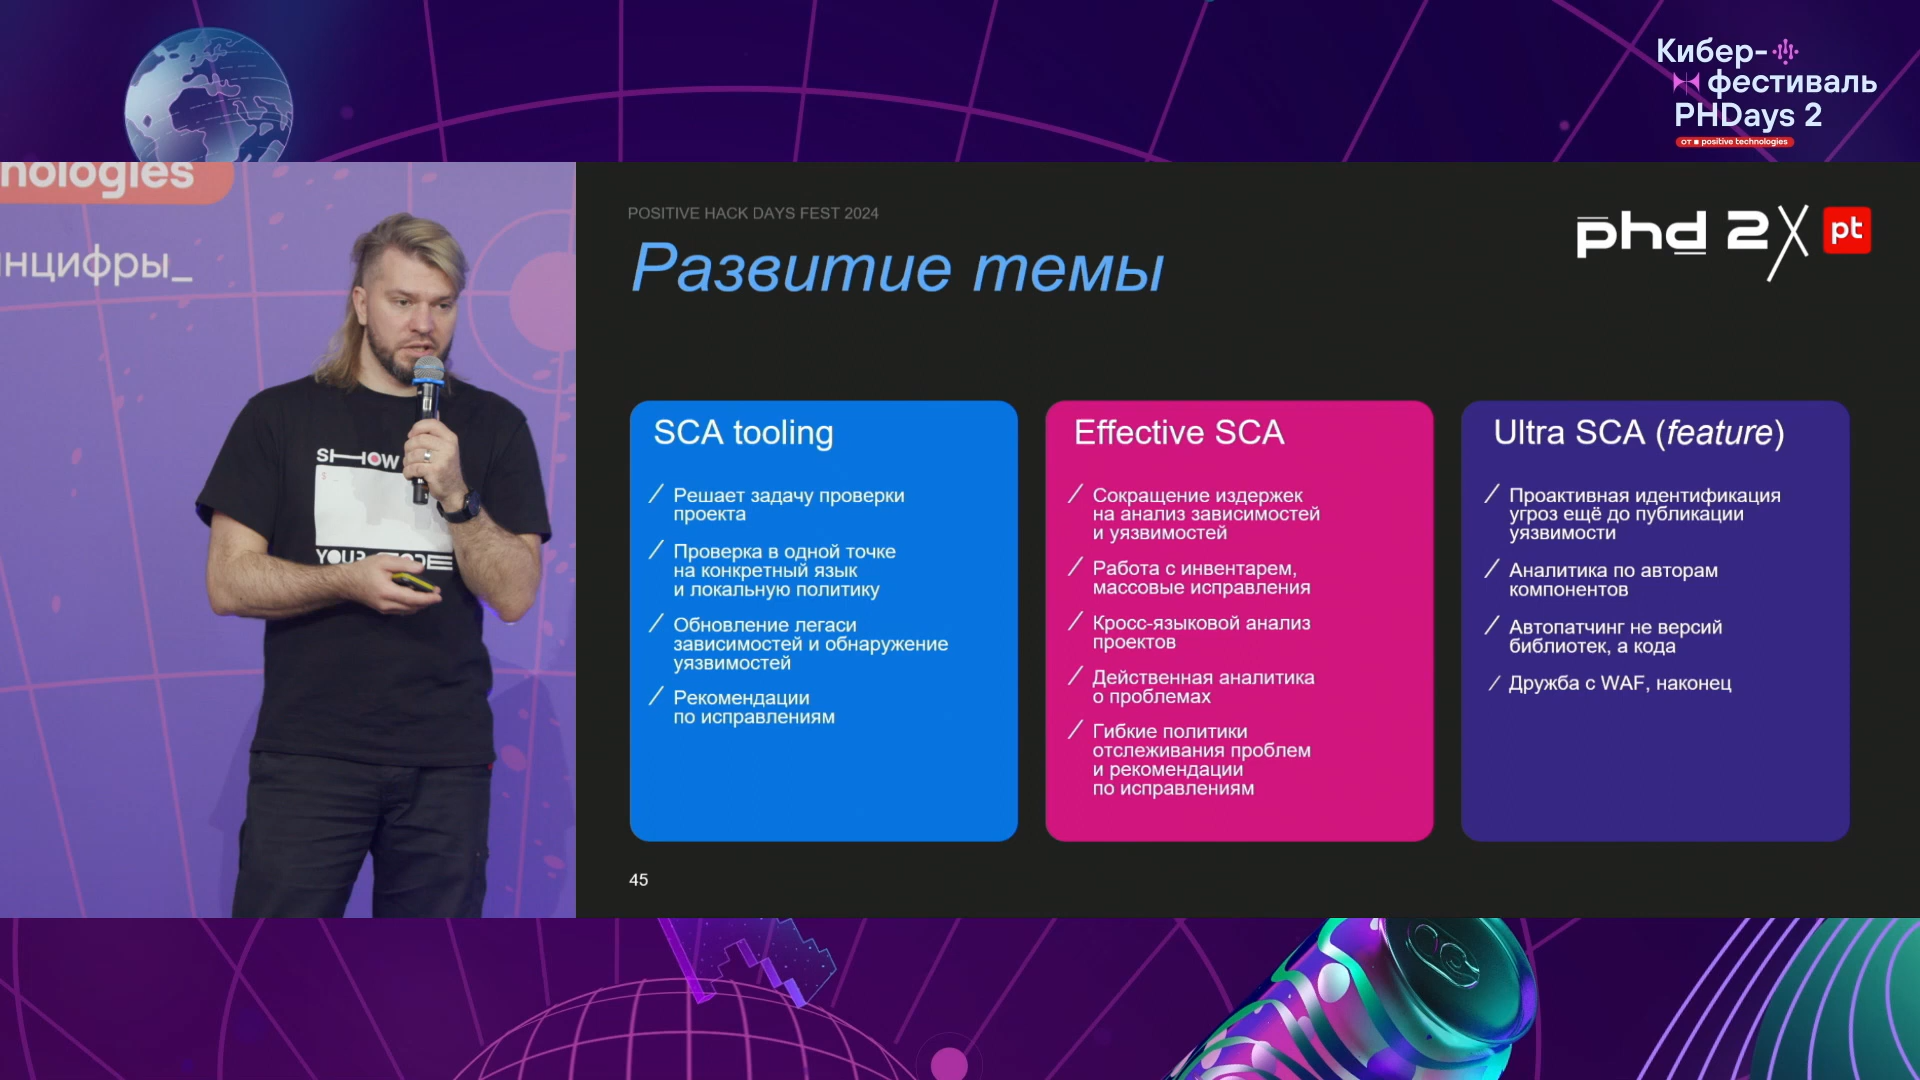 Кибер-
фестиваль
PHDays 2
от positive technologies
nologies
нцифры_
SHOW
YOUR CODE
POSITIVE HACK DAYS FEST 2024
Развитие темы
phd 2
pt
SCA tooling
Решает задачу проверки
проекта
Проверка в одной точке
на конкретный язык
и локальную политику
Обновление легаси
зависимостей и обнаружение
уязвимостей
Рекомендации
по исправлениям
Effective SCA
Сокращение издержек
на анализ зависимостей
и уязвимостей
Работа с инвентарем,
массовые исправления
Кросс-языковой анализ
проектов
Действенная аналитика
о проблемах
Гибкие политики
отслеживания проблем
и рекомендации
по исправлениям
Ultra SCA (feature)
Проактивная идентификация
угроз ещё до публикации
уязвимости
Аналитика по авторам
компонентов
Автопатчинг не версий
библиотек, а кода
Дружба с WAF, наконец
45